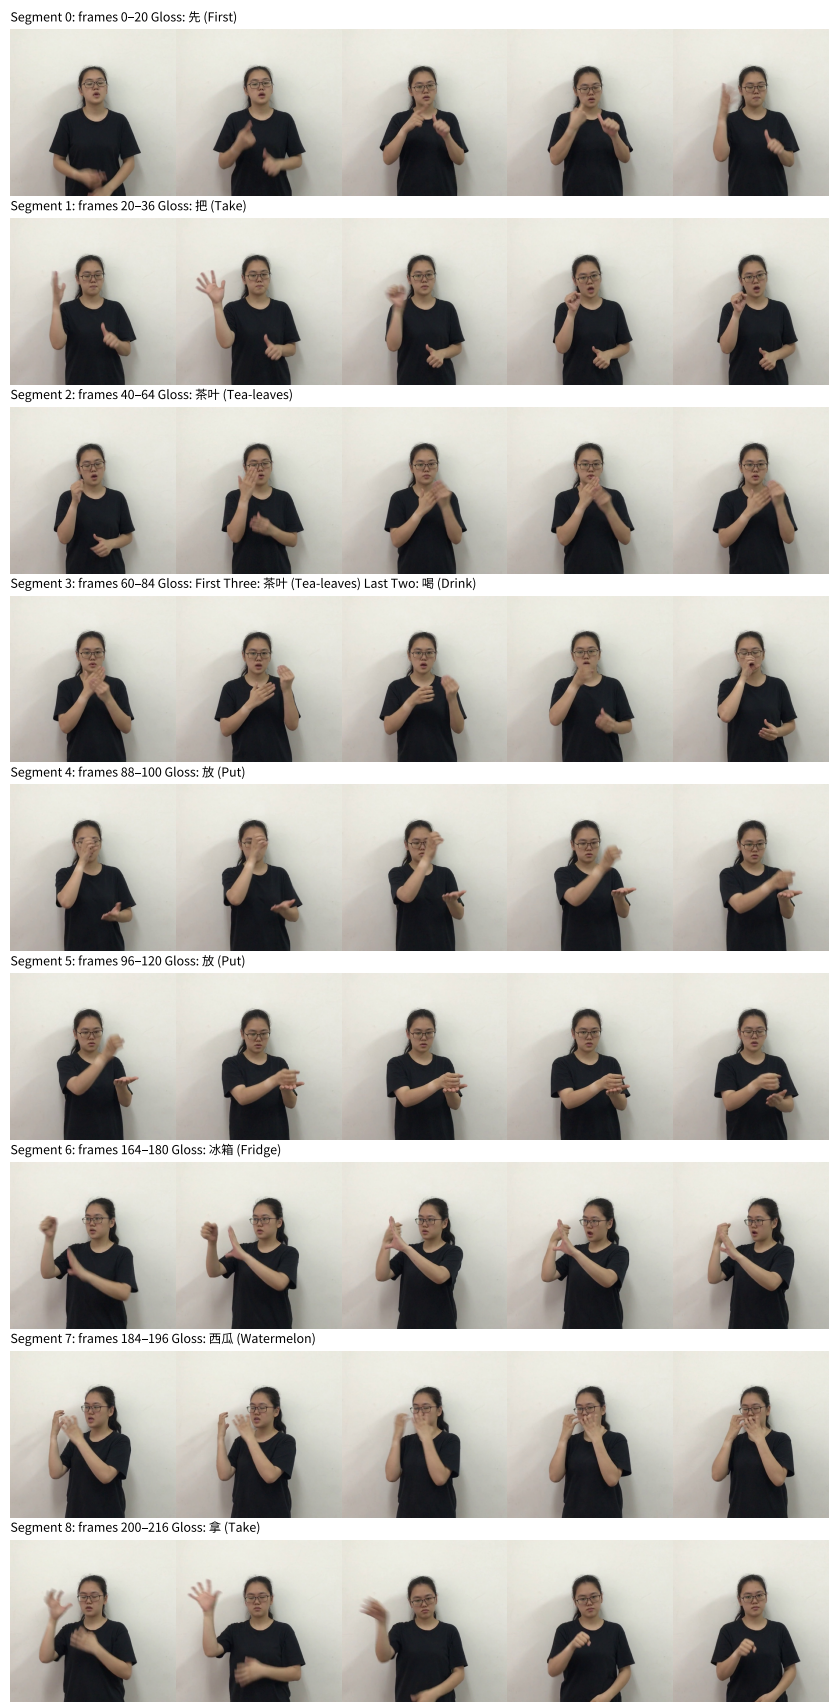 Segment 0: frames 0–20 Gloss: 先 (First)
Segment 1: frames 20–36 Gloss: 把 (Take)
Segment 2: frames 40–64 Gloss: 茶叶 (Tea-leaves)
Segment 3: frames 60–84 Gloss: First Three: 茶叶 (Tea-leaves) Last Two: 喝 (Drink)
Segment 4: frames 88–100 Gloss: 放 (Put)
Segment 5: frames 96–120 Gloss: 放 (Put)
Segment 6: frames 164–180 Gloss: 冰箱 (Fridge)
Segment 7: frames 184–196 Gloss: 西瓜 (Watermelon)
Segment 8: frames 200–216 Gloss: 拿 (Take)